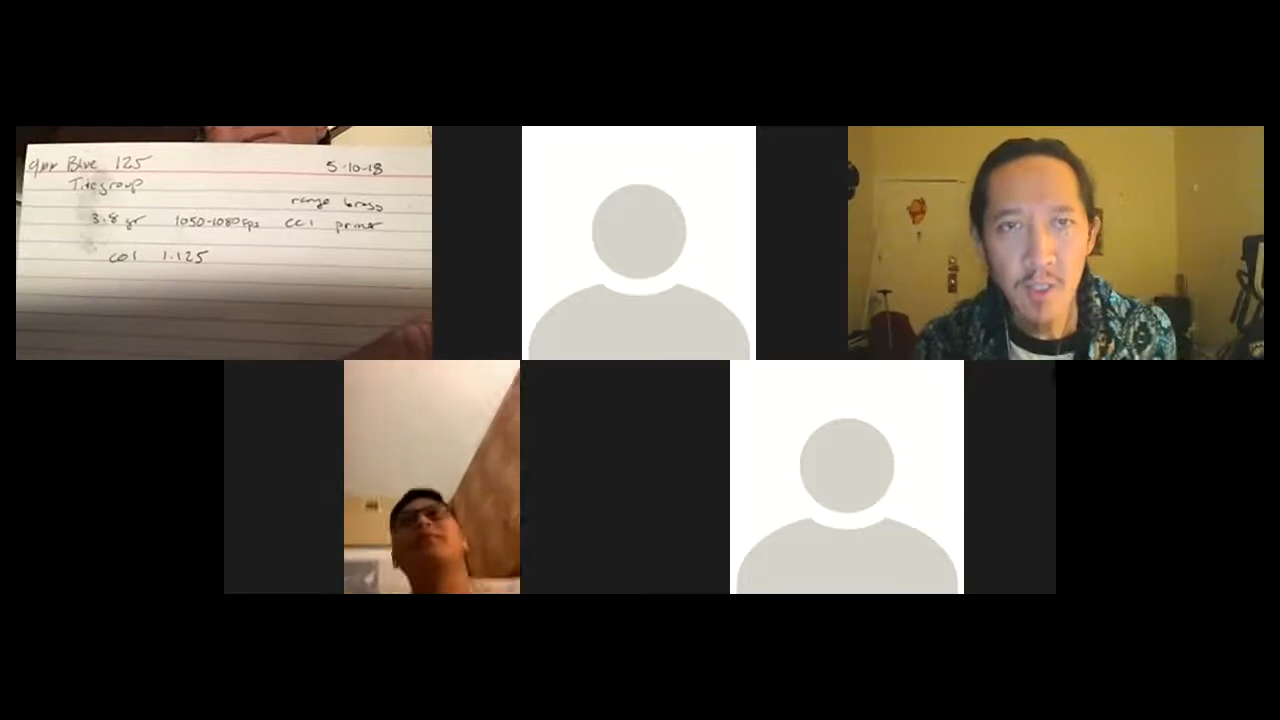 9mm Blue 125 5-10-18
Titegroup
range brass
3.8 gr 1050-1080 fps CCI primer
col 1.125